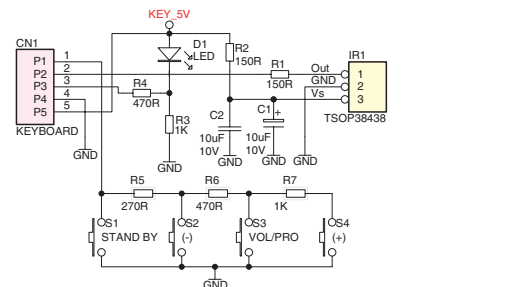 KEY_5V
CN1
P1 1
P2 2
P3 3
P4 4
P5 5
KEYBOARD
D1
LED
R2
150R
R1
150R
IR1
Out 1
GND 2
Vs 3
TSOP38438
R4
470R
R3
1K
C2
10uF
10V
C1 +
10uF
10V
GND
GND
GND
GND
GND
R5
270R
R6
470R
R7
1K
S1
STAND BY
S2
(-)
S3
VOL/PRO
S4
(+)
GND